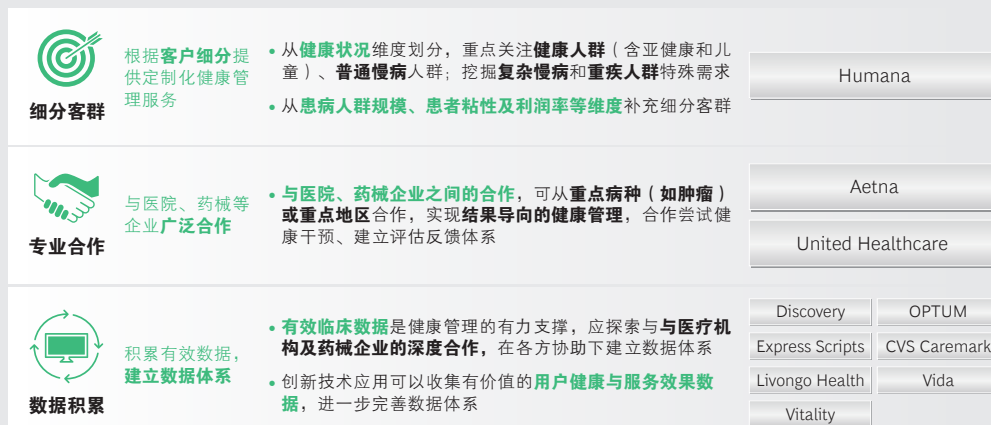 细分客群
根据客户细分提
供定制化健康管
理服务
• 从健康状况维度划分，重点关注健康人群（含亚健康和儿
童）、普通慢病人群；挖掘复杂慢病和重疾人群特殊需求
• 从患病人群规模、患者粘性及利润率等维度补充细分客群
Humana
专业合作
与医院、药械等
企业广泛合作
• 与医院、药械企业之间的合作，可从重点病种（如肿瘤）
或重点地区合作，实现结果导向的健康管理，合作尝试健
康干预、建立评估反馈体系
Aetna
United Healthcare
数据积累
积累有效数据，
建立数据体系
• 有效临床数据是健康管理的有力支撑，应探索与与医疗机
构及药械企业的深度合作，在各方协助下建立数据体系
• 创新技术应用可以收集有价值的用户健康与服务效果数
据，进一步完善数据体系
Discovery
OPTUM
Express Scripts
CVS Caremark
Livongo Health
Vida
Vitality